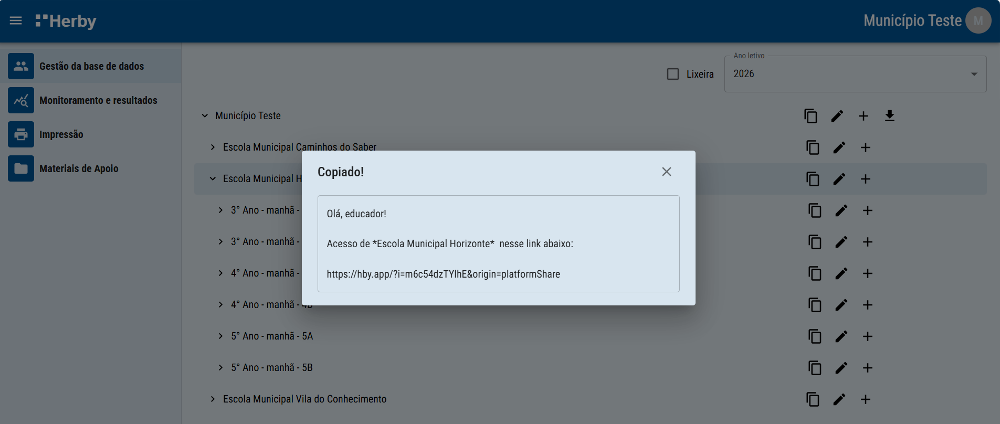 Herby
Município Teste
M
Gestão da base de dados
Monitoramento e resultados
Impressão
Materiais de Apoio
Lixeira
Ano letivo
2026
Município Teste
Escola Municipal Caminhos do Saber
Escola Municipal H
3° Ano - manhã -
3° Ano - manhã -
4° Ano - manhã -
4° Ano - manhã - 4B
5° Ano - manhã - 5A
5° Ano - manhã - 5B
Escola Municipal Vila do Conhecimento
Copiado!
Olá, educador!
Acesso de *Escola Municipal Horizonte*  nesse link abaixo:
https://hby.app/?i=m6c54dzTYlhE&origin=platformShare